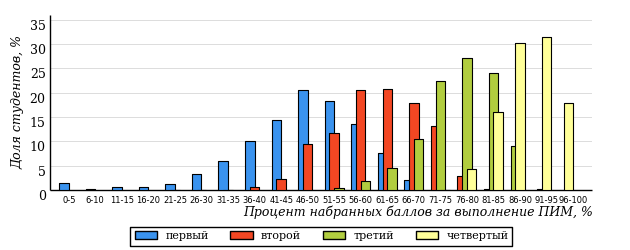 Доля студентов, %
35
30
25
20
15
10
5
0
0-5 6-10 11-15 16-20 21-25 26-30 31-35 36-40 41-45 46-50 51-55 56-60 61-65 66-70 71-75 76-80 81-85 86-90 91-95 96-100
Процент набранных баллов за выполнение ПИМ, %
первый второй третий четвертый